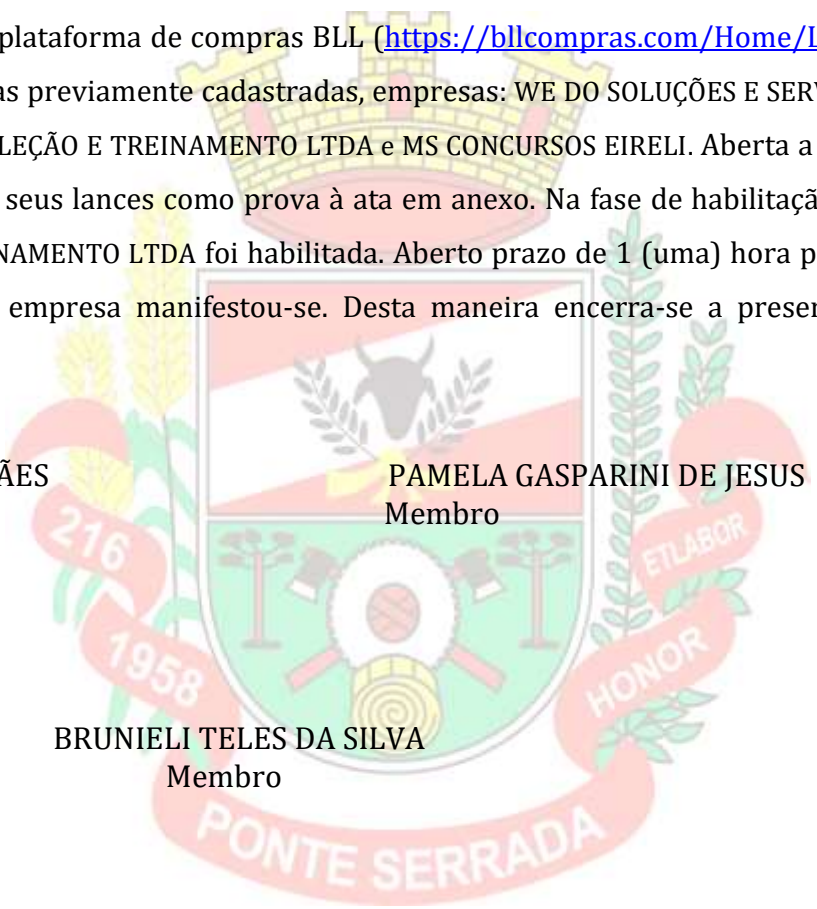 plataforma de compras BLL (https://bllcompras.com/Home/L
as previamente cadastradas, empresas: WE DO SOLUÇÕES E SERV
LEÇÃO E TREINAMENTO LTDA e MS CONCURSOS EIRELI. Aberta a
seus lances como prova à ata em anexo. Na fase de habilitaçã
NAMENTO LTDA foi habilitada. Aberto prazo de 1 (uma) hora p
empresa manifestou-se. Desta maneira encerra-se a preser
ÃES
PAMELA GASPARINI DE JESUS
Membro
216
1958
ETLABOR
HONOR
BRUNIELI TELES DA SILVA
Membro
PONTE SERRADA